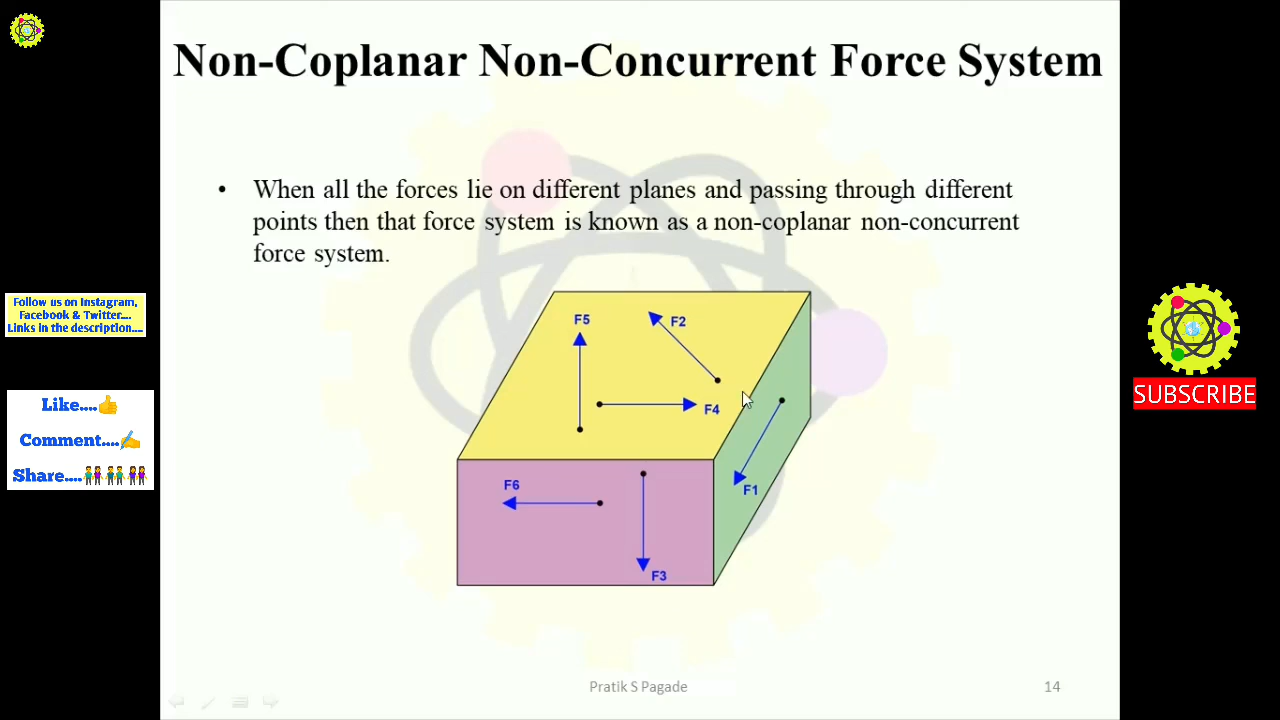 Non-Coplanar Non-Concurrent Force System
• When all the forces lie on different planes and passing through different
points then that force system is known as a non-coplanar non-concurrent
force system.
F5
F2
F4
F6
F1
F3
Follow us on Instagram,
Facebook & Twitter....
Links in the description....
Like....👍
Comment....✍
Share....👬👫👭
SUBSCRIBE
Pratik S Pagade
14